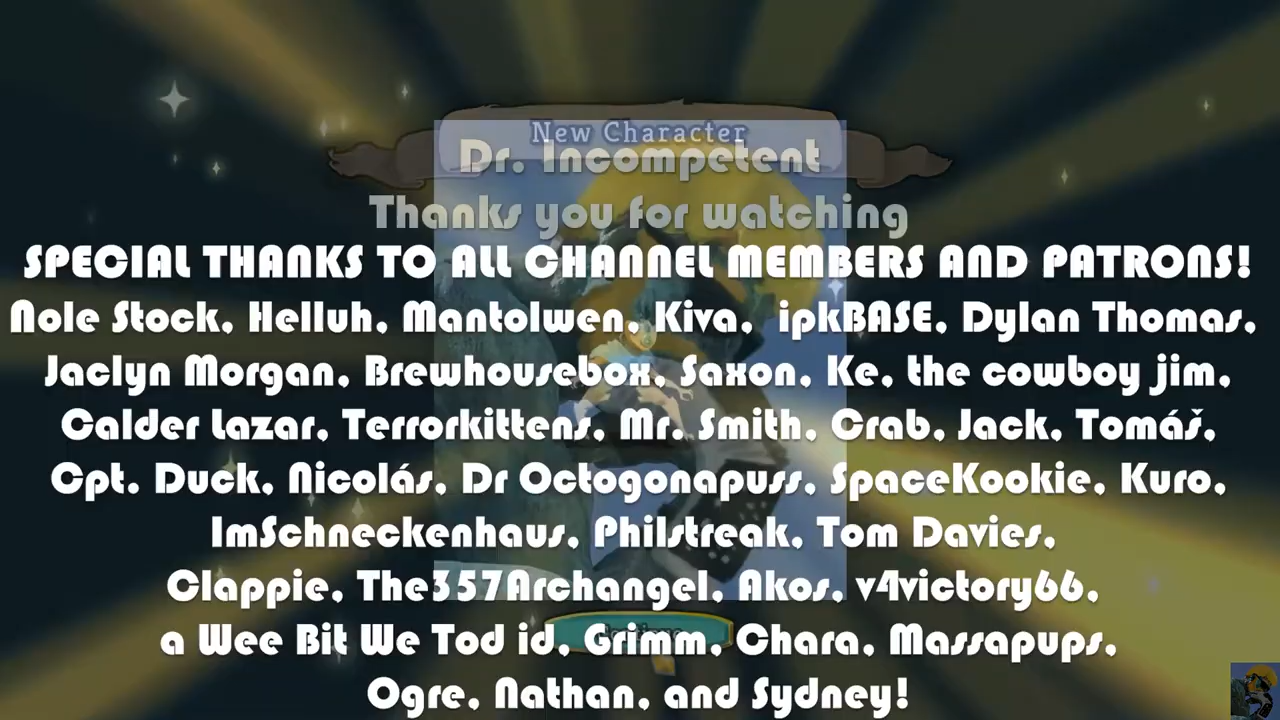 New Character
Dr. Incompetent
Thanks you for watching
SPECIAL THANKS TO ALL CHANNEL MEMBERS AND PATRONS!
Nole Stock, Helluh, Mantolwen, Kiva, ipkBASE, Dylan Thomas,
Jaclyn Morgan, Brewhousebox, Saxon, Ke, the cowboy jim,
Calder Lazar, Terrorkittens, Mr. Smith, Crab, Jack, Tomáš,
Cpt. Duck, Nicolás, Dr Octogonapuss, SpaceKookie, Kuro,
ImSchneckenhaus, Philstreak, Tom Davies,
Clappie, The357Archangel, Akos, v4victory66,
a Wee Bit We Tod id, Grimm, Chara, Massapups,
Ogre, Nathan, and Sydney!